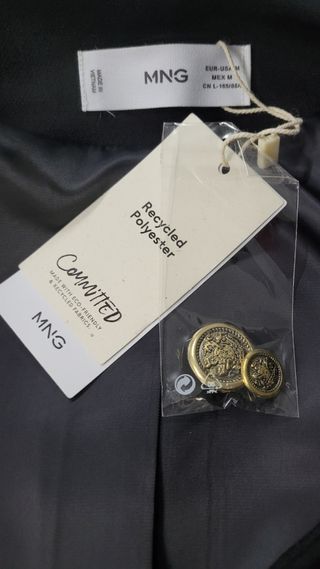 MADE IN
VIETNAM
MNG
EUR-USA M
MEX M
CN L-165/88A
Recycled
Polyester
COMMITTED
MADE WITH ECO-FRIENDLY
& RECYCLED FABRICS.
MNG